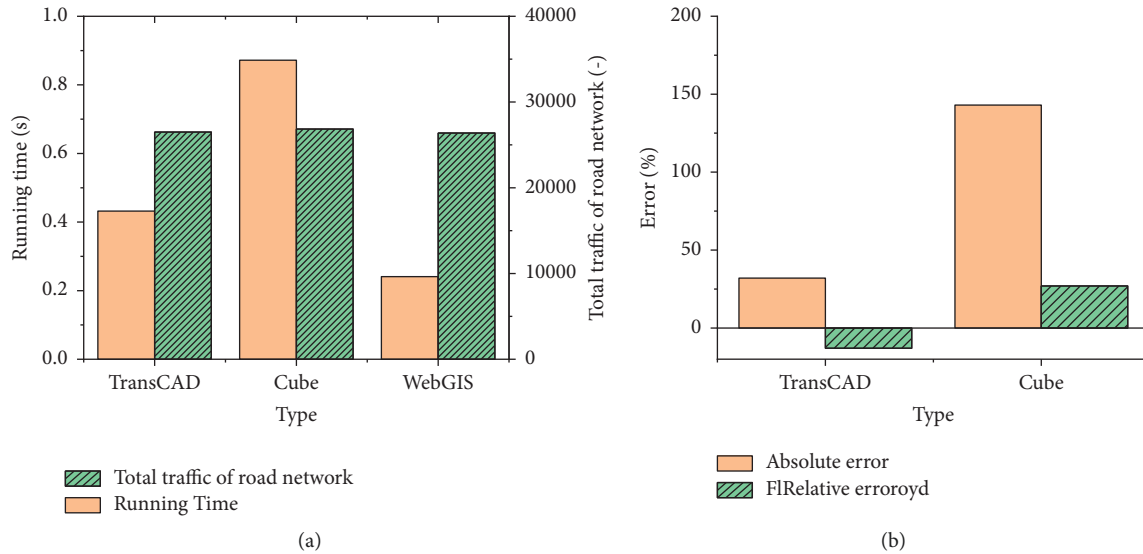 1.0
0.8
0.6
0.4
0.2
0.0
Running time (s)
40000
30000
20000
10000
0
Total traffic of road network (-)
TransCAD Cube WebGIS
Type
Total traffic of road network
Running Time
(a)
200
150
100
50
0
Error (%)
TransCAD Cube
Type
Absolute error
FlRelative erroroyd
(b)